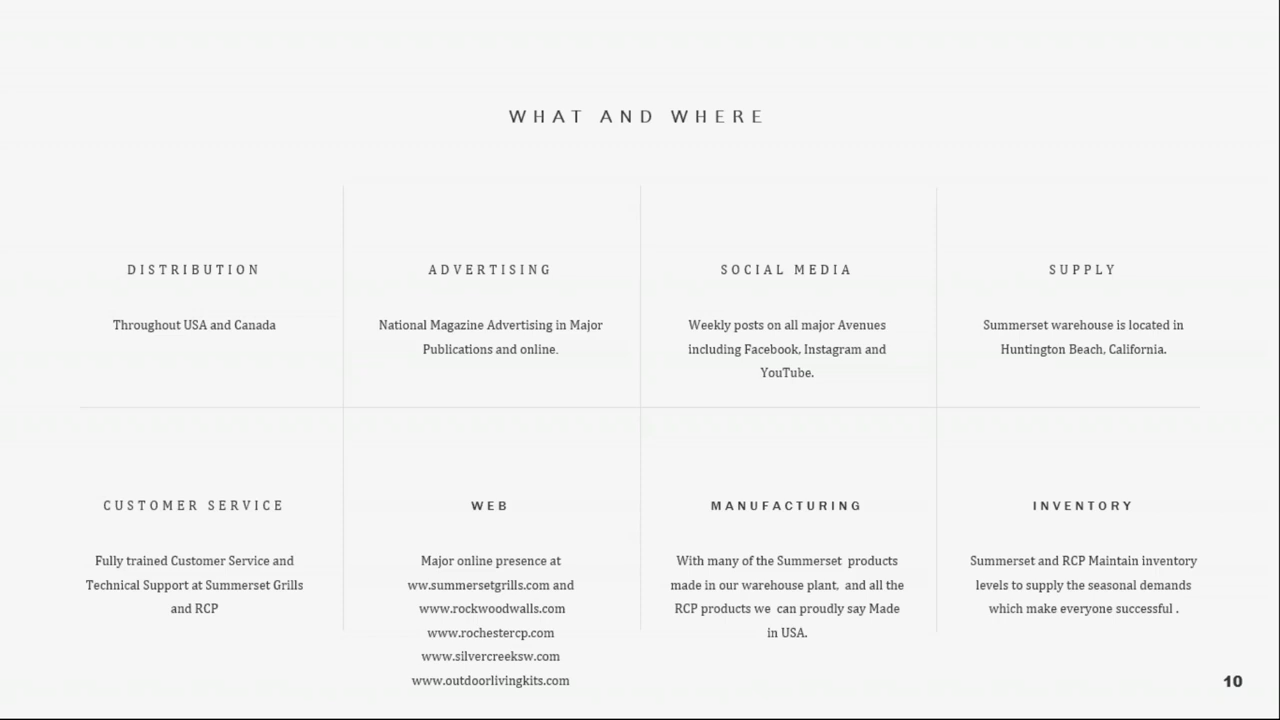 WHAT AND WHERE
DISTRIBUTION
Throughout USA and Canada
ADVERTISING
National Magazine Advertising in Major
Publications and online.
SOCIAL MEDIA
Weekly posts on all major Avenues
including Facebook, Instagram and
YouTube.
SUPPLY
Summerset warehouse is located in
Huntington Beach, California.
CUSTOMER SERVICE
Fully trained Customer Service and
Technical Support at Summerset Grills
and RCP
WEB
Major online presence at
ww.summersetgrills.com and
www.rockwoodwalls.com
www.rochestercp.com
www.silvercreeksw.com
www.outdoorlivingkits.com
MANUFACTURING
With many of the Summerset products
made in our warehouse plant, and all the
RCP products we can proudly say Made
in USA.
INVENTORY
Summerset and RCP Maintain inventory
levels to supply the seasonal demands
which make everyone successful .
10